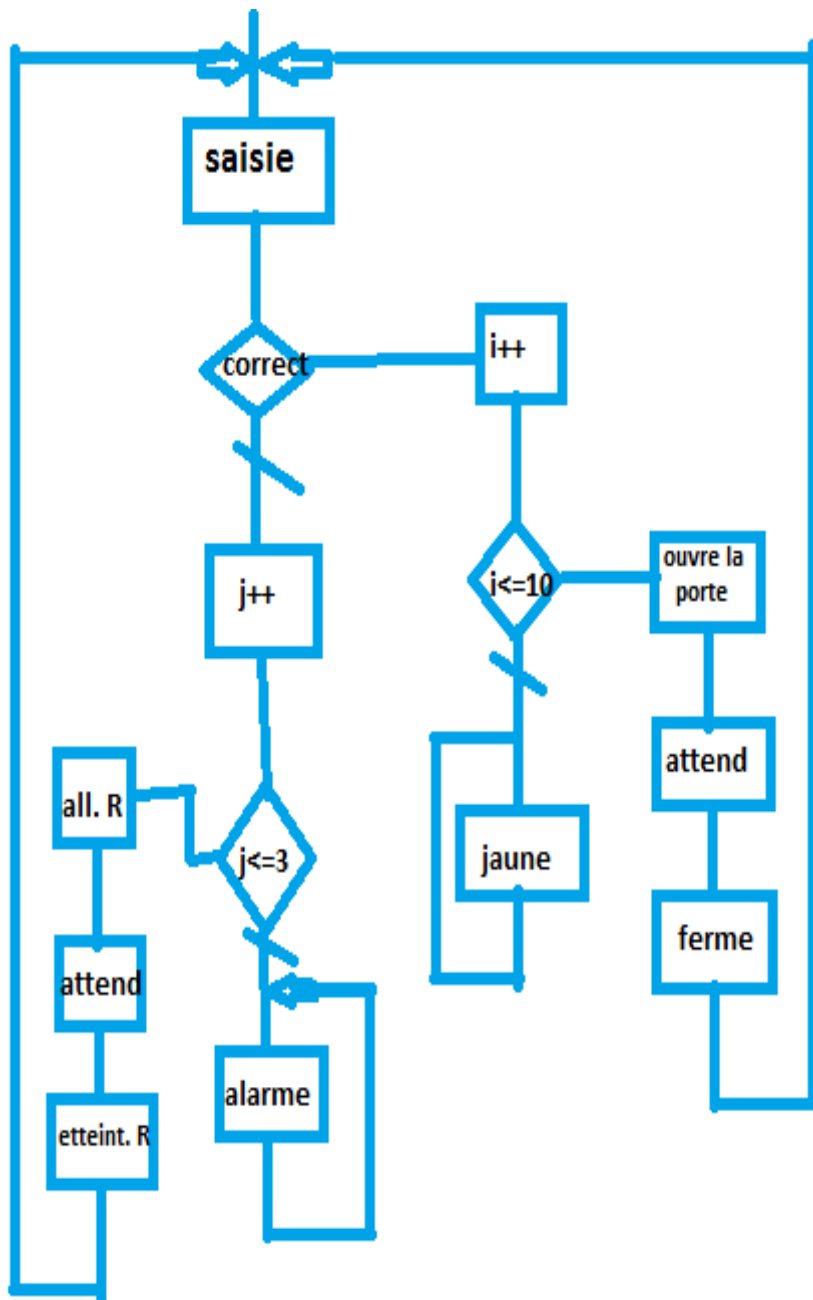 saisie
correct
i++
j++
i<=10
ouvre la
porte
all. R
j<=3
jaune
attend
attend
ferme
alarme
etteint. R